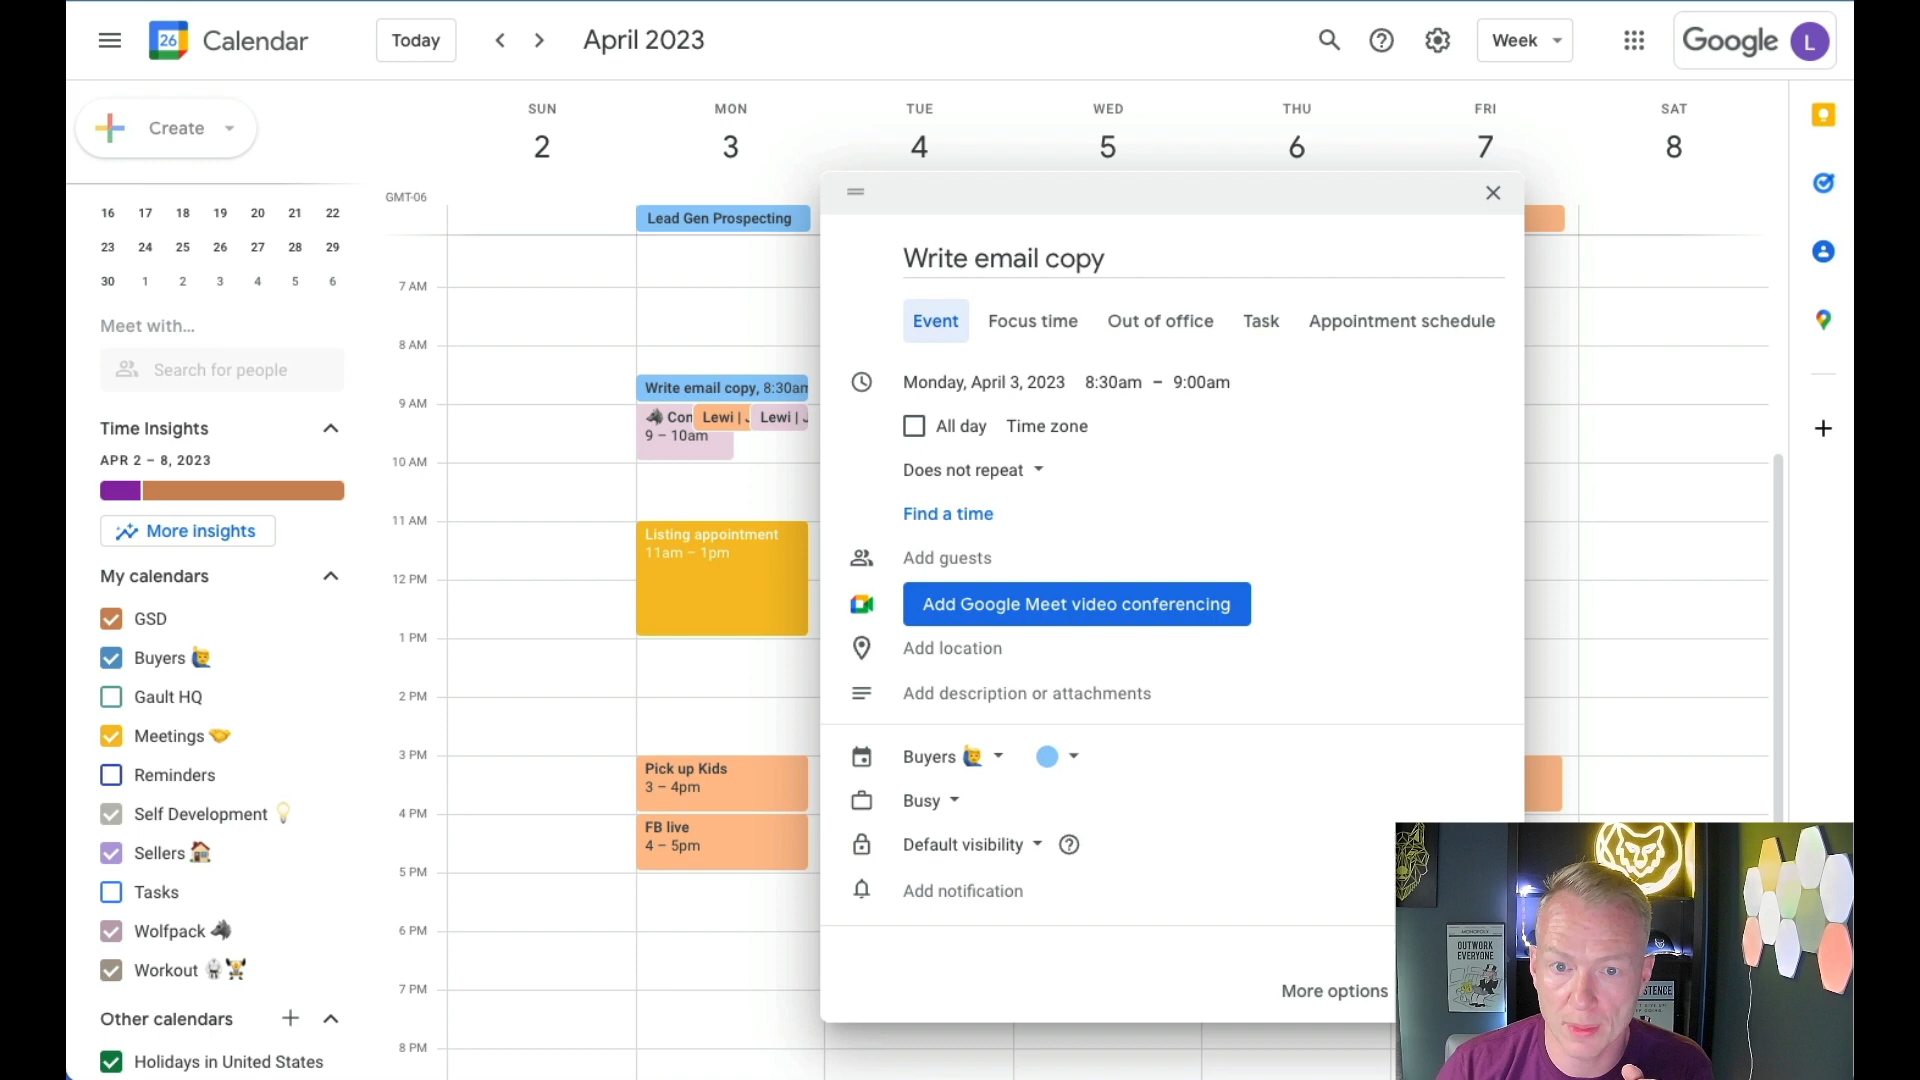 26 Calendar Today April 2023 Week Google L
Create
SUN MON TUE WED THU FRI SAT
2 3 4 5 6 7 8
GMT-06
16 17 18 19 20 21 22
23 24 25 26 27 28 29
30 1 2 3 4 5 6
Meet with...
Search for people
Time Insights
APR 2 – 8, 2023
More insights
My calendars
GSD
Buyers
Gault HQ
Meetings
Reminders
Self Development
Sellers
Tasks
Wolfpack
Workout
Other calendars
Holidays in United States
7 AM
8 AM
9 AM
10 AM
11 AM
12 PM
1 PM
2 PM
3 PM
4 PM
5 PM
6 PM
7 PM
8 PM
Lead Gen Prospecting
Write email copy, 8:30am
Con Lewi | Lewi |
9 – 10am
Listing appointment
11am – 1pm
Pick up Kids
3 – 4pm
FB live
4 – 5pm
Write email copy
Event Focus time Out of office Task Appointment schedule
Monday, April 3, 2023 8:30am – 9:00am
All day Time zone
Does not repeat
Find a time
Add guests
Add Google Meet video conferencing
Add location
Add description or attachments
Buyers
Busy
Default visibility
Add notification
More options
MONOPOLY
OUTWORK
EVERYONE